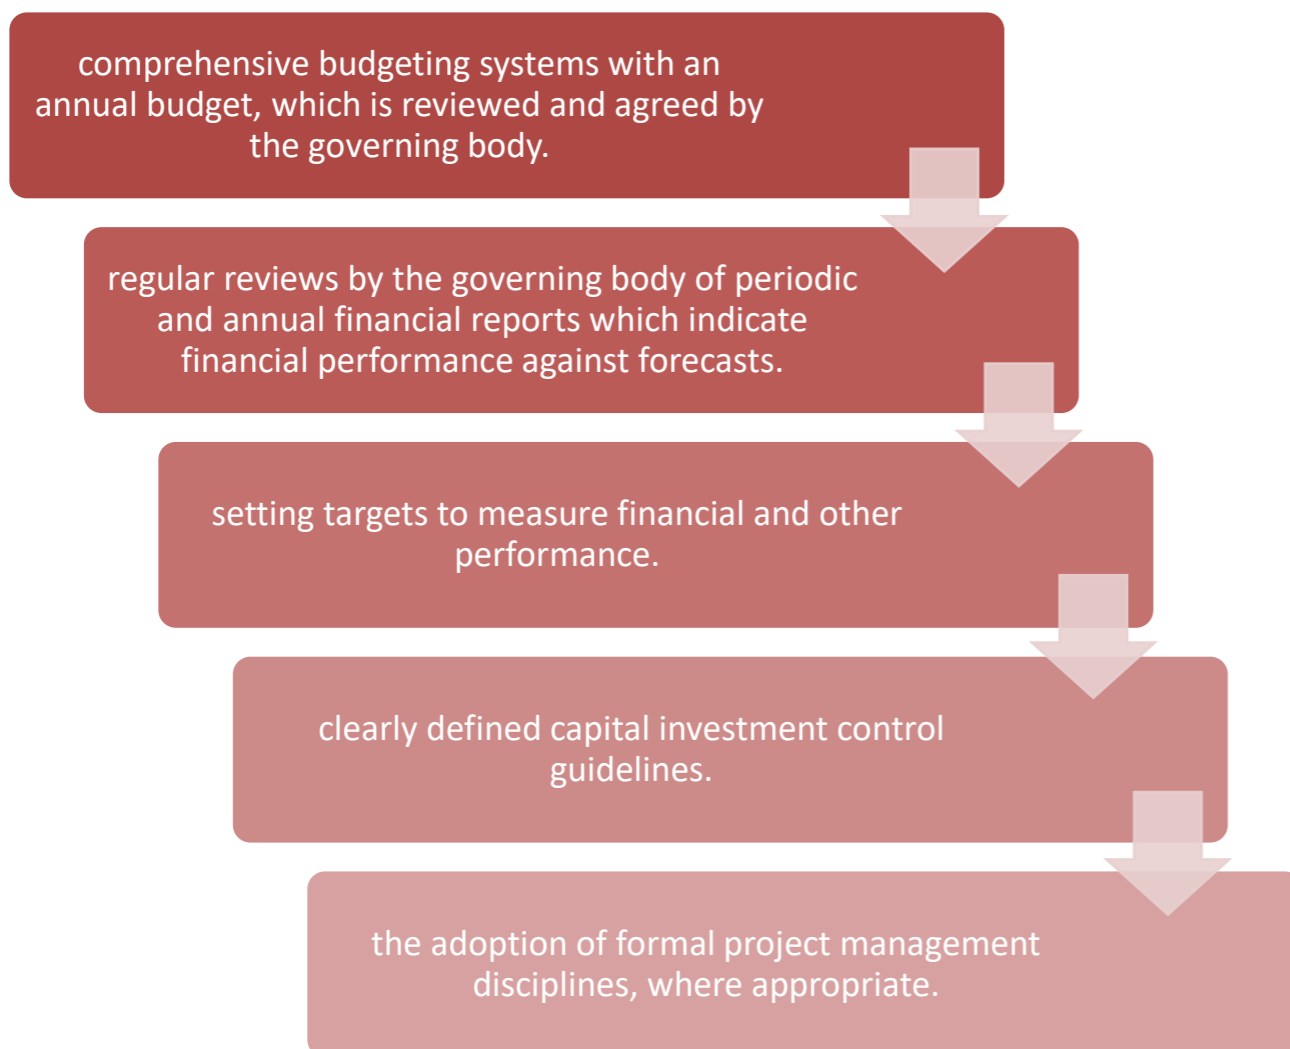 comprehensive budgeting systems with an
annual budget, which is reviewed and agreed by
the governing body.
regular reviews by the governing body of periodic
and annual financial reports which indicate
financial performance against forecasts.
setting targets to measure financial and other
performance.
clearly defined capital investment control
guidelines.
the adoption of formal project management
disciplines, where appropriate.